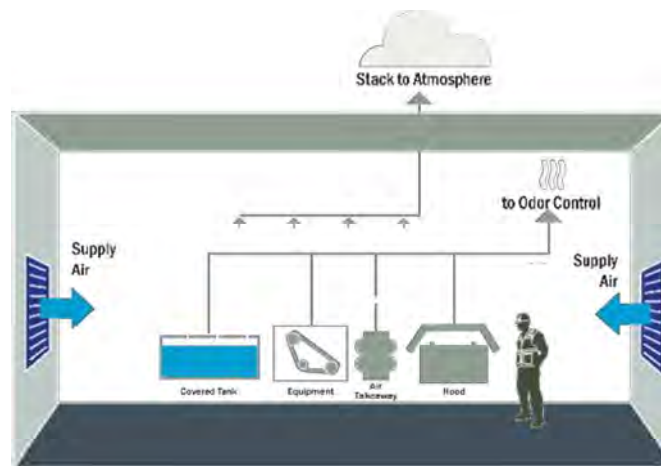 Stack to Atmosphere
to Odor Control
Supply
Air
Supply
Air
Covered Tank
Equipment
Air
Takeaway
Hood